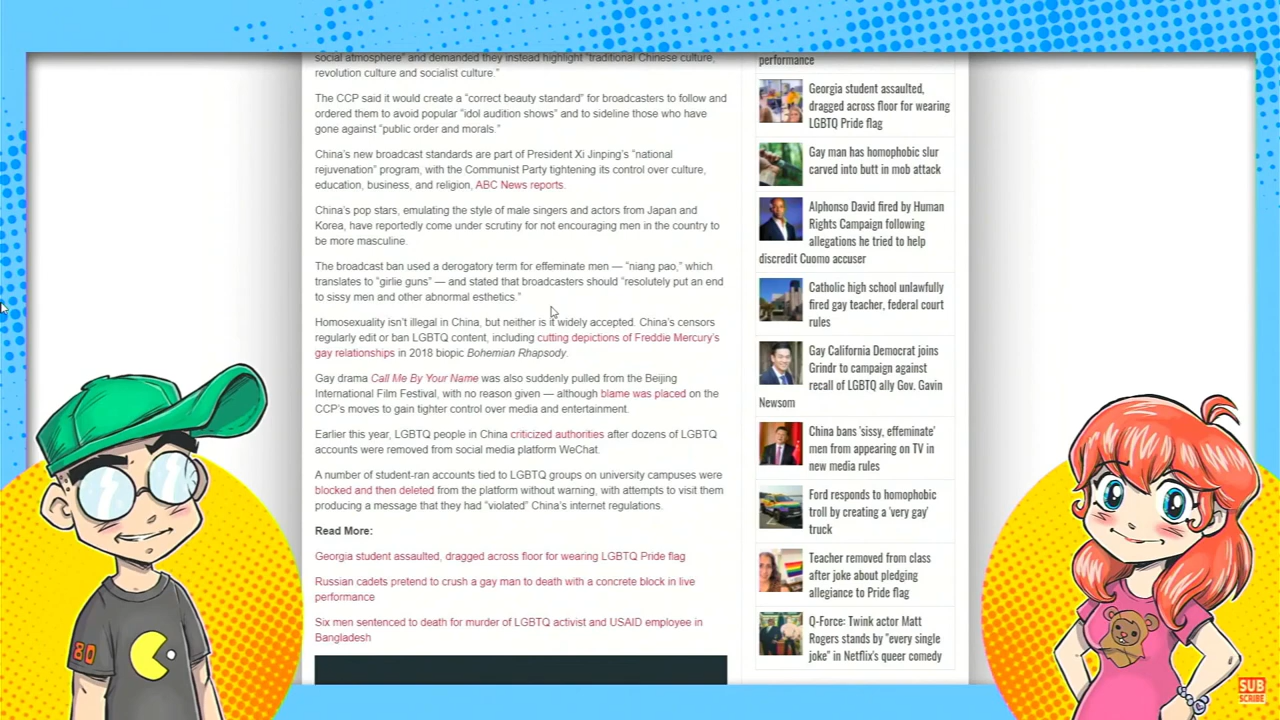 social atmosphere" and demanded they instead highlight "traditional Chinese culture,
revolution culture and socialist culture."
The CCP said it would create a "correct beauty standard" for broadcasters to follow and
ordered them to avoid popular "idol audition shows" and to sideline those who have
gone against "public order and morals."
China's new broadcast standards are part of President Xi Jinping's "national
rejuvenation" program, with the Communist Party tightening its control over culture,
education, business, and religion, ABC News reports.
China's pop stars, emulating the style of male singers and actors from Japan and
Korea, have reportedly come under scrutiny for not encouraging men in the country to
be more masculine.
The broadcast ban used a derogatory term for effeminate men — "niang pao," which
translates to "girlie guns" — and stated that broadcasters should "resolutely put an end
to sissy men and other abnormal esthetics."
Homosexuality isn't illegal in China, but neither is it widely accepted. China's censors
regularly edit or ban LGBTQ content, including cutting depictions of Freddie Mercury's
gay relationships in 2018 biopic Bohemian Rhapsody.
Gay drama Call Me By Your Name was also suddenly pulled from the Beijing
International Film Festival, with no reason given — although blame was placed on the
CCP's moves to gain tighter control over media and entertainment.
Earlier this year, LGBTQ people in China criticized authorities after dozens of LGBTQ
accounts were removed from social media platform WeChat.
A number of student-ran accounts tied to LGBTQ groups on university campuses were
blocked and then deleted from the platform without warning, with attempts to visit them
producing a message that they had "violated" China's internet regulations.
Read More:
Georgia student assaulted, dragged across floor for wearing LGBTQ Pride flag
Russian cadets pretend to crush a gay man to death with a concrete block in live
performance
Six men sentenced to death for murder of LGBTQ activist and USAID employee in
Bangladesh
performance
Georgia student assaulted,
dragged across floor for wearing
LGBTQ Pride flag
Gay man has homophobic slur
carved into butt in mob attack
Alphonso David fired by Human
Rights Campaign following
allegations he tried to help
discredit Cuomo accuser
Catholic high school unlawfully
fired gay teacher, federal court
rules
Gay California Democrat joins
Grindr to campaign against
recall of LGBTQ ally Gov. Gavin
Newsom
China bans 'sissy, effeminate'
men from appearing on TV in
new media rules
Ford responds to homophobic
troll by creating a 'very gay'
truck
Teacher removed from class
after joke about pledging
allegiance to Pride flag
Q-Force: Twink actor Matt
Rogers stands by "every single
joke" in Netflix's queer comedy
80
SUB
SCRIBE